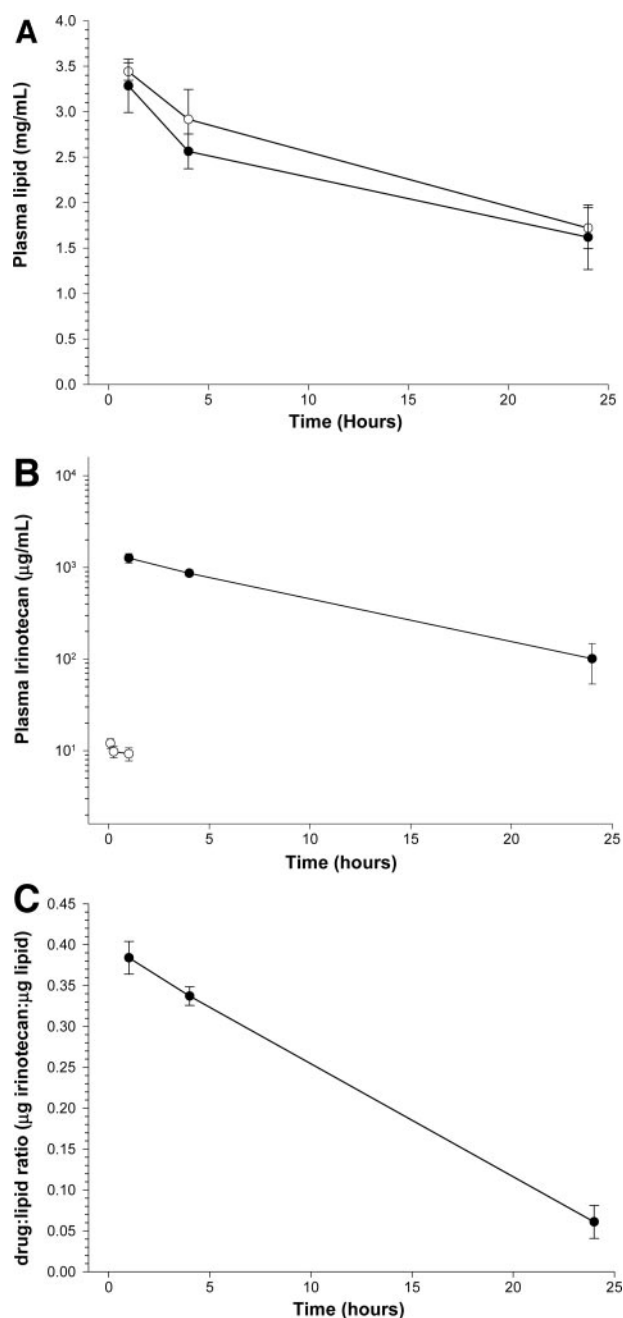 A
Plasma lipid (mg/mL)
4.0
3.5
3.0
2.5
2.0
1.5
1.0
0.5
0.0
0 5 10 15 20 25
Time (Hours)
B
Plasma Irinotecan (µg/mL)
10⁴
10³
10²
10¹
0 5 10 15 20 25
Time (hours)
C
drug:lipid ratio (µg irinotecan:µg lipid)
0.45
0.40
0.35
0.30
0.25
0.20
0.15
0.10
0.05
0.00
0 5 10 15 20 25
Time (hours)